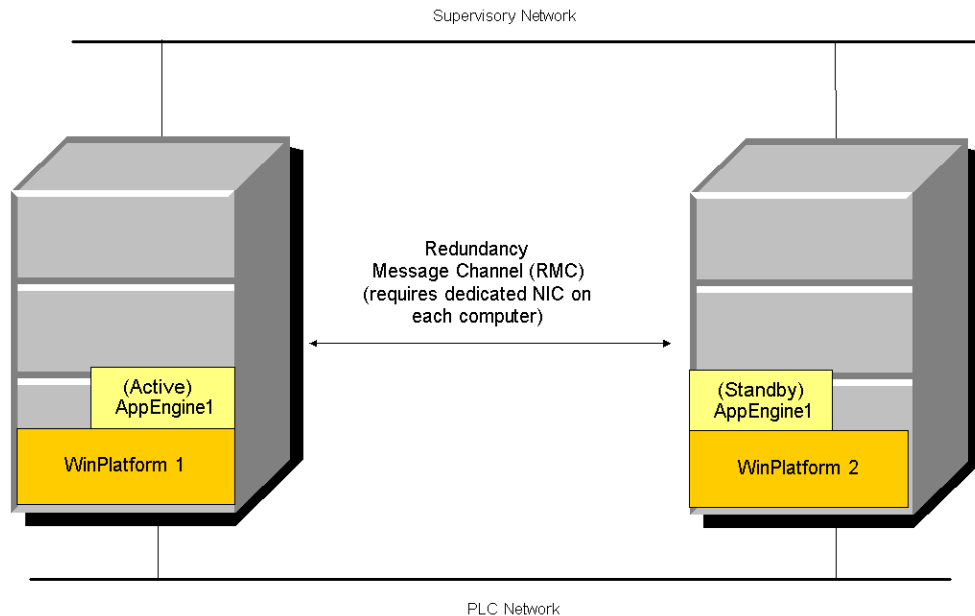 Supervisory Network
Redundancy
Message Channel (RMC)
(requires dedicated NIC on
each computer)
(Active)
AppEngine1
WinPlatform 1
(Standby)
AppEngine1
WinPlatform 2
PLC Network